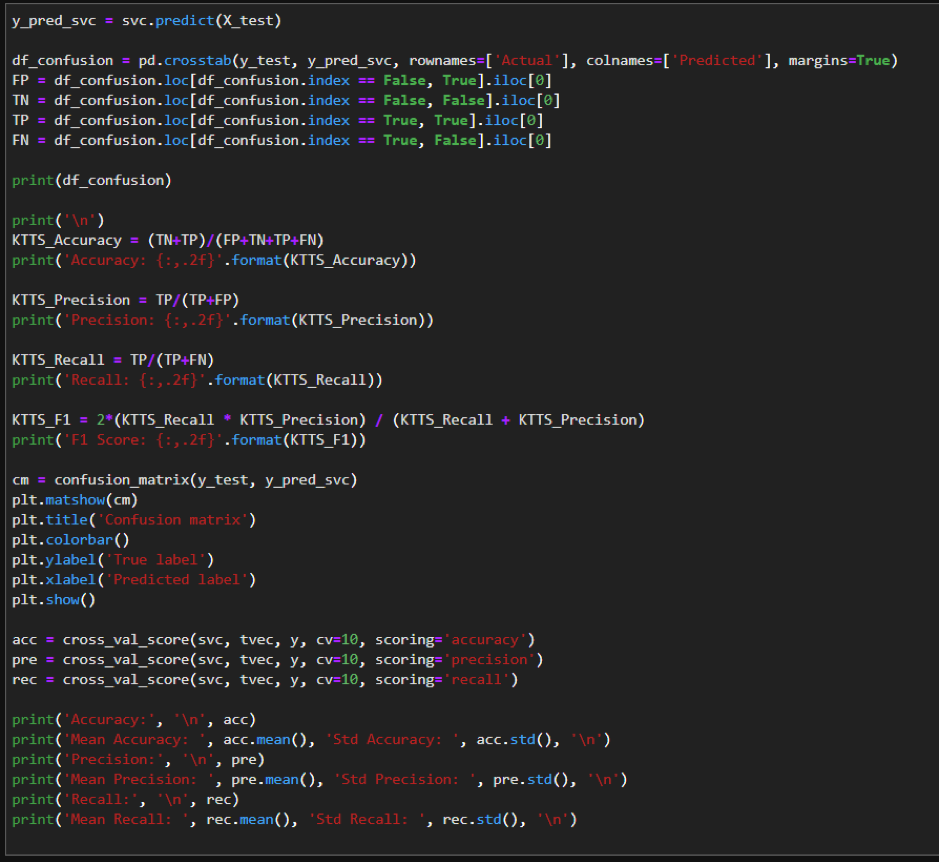 y_pred_svc = svc.predict(X_test)
df_confusion = pd.crosstab(y_test, y_pred_svc, rownames=['Actual'], colnames=['Predicted'], margins=True)
FP = df_confusion.loc[df_confusion.index == False, True].iloc[0]
TN = df_confusion.loc[df_confusion.index == False, False].iloc[0]
TP = df_confusion.loc[df_confusion.index == True, True].iloc[0]
FN = df_confusion.loc[df_confusion.index == True, False].iloc[0]
print(df_confusion)
print('\n')
KTTS_Accuracy = (TN+TP)/(FP+TN+TP+FN)
print('Accuracy: {:,.2f}'.format(KTTS_Accuracy))
KTTS_Precision = TP/(TP+FP)
print('Precision: {:,.2f}'.format(KTTS_Precision))
KTTS_Recall = TP/(TP+FN)
print('Recall: {:,.2f}'.format(KTTS_Recall))
KTTS_F1 = 2*(KTTS_Recall * KTTS_Precision) / (KTTS_Recall + KTTS_Precision)
print('F1 Score: {:,.2f}'.format(KTTS_F1))
cm = confusion_matrix(y_test, y_pred_svc)
plt.matshow(cm)
plt.title('Confusion matrix')
plt.colorbar()
plt.ylabel('True label')
plt.xlabel('Predicted label')
plt.show()
acc = cross_val_score(svc, tvec, y, cv=10, scoring='accuracy')
pre = cross_val_score(svc, tvec, y, cv=10, scoring='precision')
rec = cross_val_score(svc, tvec, y, cv=10, scoring='recall')
print('Accuracy:', '\n', acc)
print('Mean Accuracy: ', acc.mean(), 'Std Accuracy: ', acc.std(), '\n')
print('Precision:', '\n', pre)
print('Mean Precision: ', pre.mean(), 'Std Precision: ', pre.std(), '\n')
print('Recall:', '\n', rec)
print('Mean Recall: ', rec.mean(), 'Std Recall: ', rec.std(), '\n')